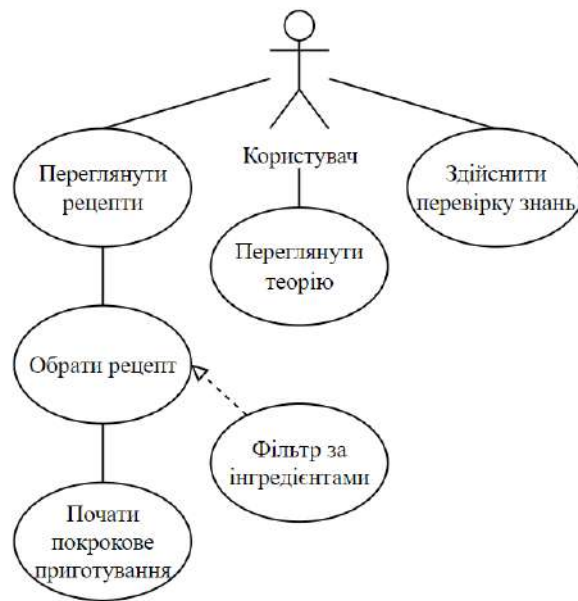 Користувач
Переглянути
рецепти
Здійснити
перевірку знань
Переглянути
теорію
Обрати рецепт
Фільтр за
інгредієнтами
Почати
покрокове
приготування